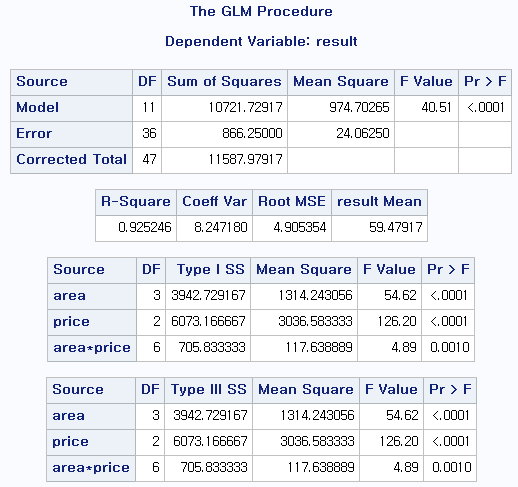 The GLM Procedure
Dependent Variable: result
Source DF Sum of Squares Mean Square F Value Pr > F
Model 11 10721.72917 974.70265 40.51 <.0001
Error 36 866.25000 24.06250
Corrected Total 47 11587.97917
R-Square Coeff Var Root MSE result Mean
0.925246 8.247180 4.905354 59.47917
Source DF Type I SS Mean Square F Value Pr > F
area 3 3942.729167 1314.243056 54.62 <.0001
price 2 6073.166667 3036.583333 126.20 <.0001
area*price 6 705.833333 117.638889 4.89 0.0010
Source DF Type III SS Mean Square F Value Pr > F
area 3 3942.729167 1314.243056 54.62 <.0001
price 2 6073.166667 3036.583333 126.20 <.0001
area*price 6 705.833333 117.638889 4.89 0.0010